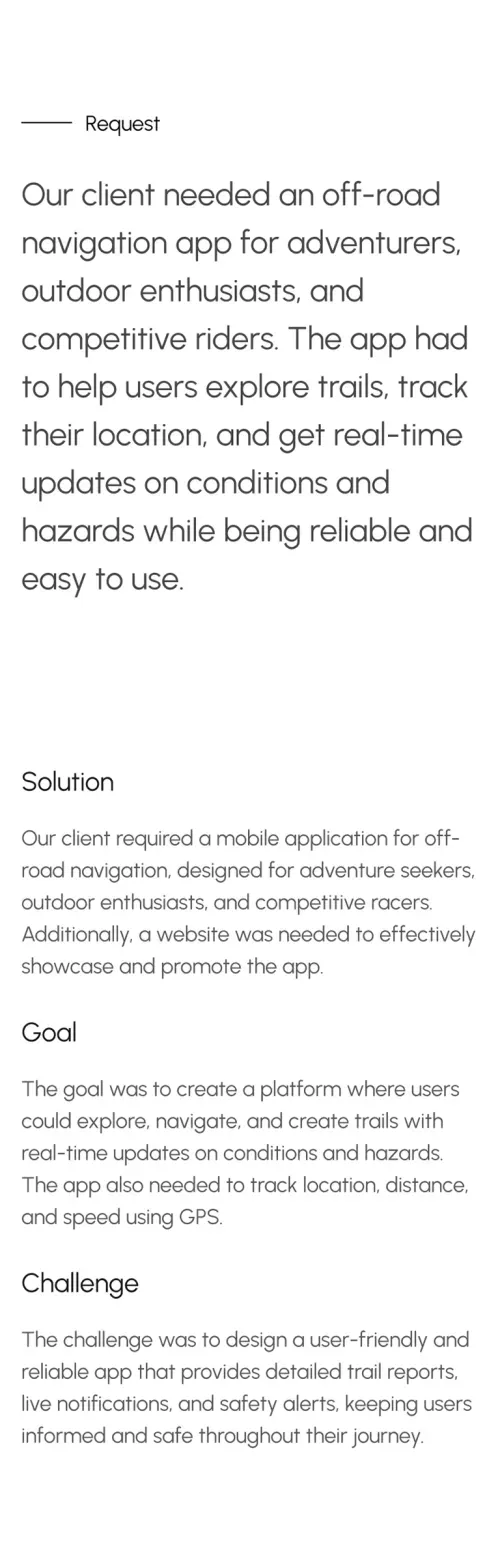 Request
Our client needed an off-road
navigation app for adventurers,
outdoor enthusiasts, and
competitive riders. The app had
to help users explore trails, track
their location, and get real-time
updates on conditions and
hazards while being reliable and
easy to use.
Solution
Our client required a mobile application for off-
road navigation, designed for adventure seekers,
outdoor enthusiasts, and competitive racers.
Additionally, a website was needed to effectively
showcase and promote the app.
Goal
The goal was to create a platform where users
could explore, navigate, and create trails with
real-time updates on conditions and hazards.
The app also needed to track location, distance,
and speed using GPS.
Challenge
The challenge was to design a user-friendly and
reliable app that provides detailed trail reports,
live notifications, and safety alerts, keeping users
informed and safe throughout their journey.